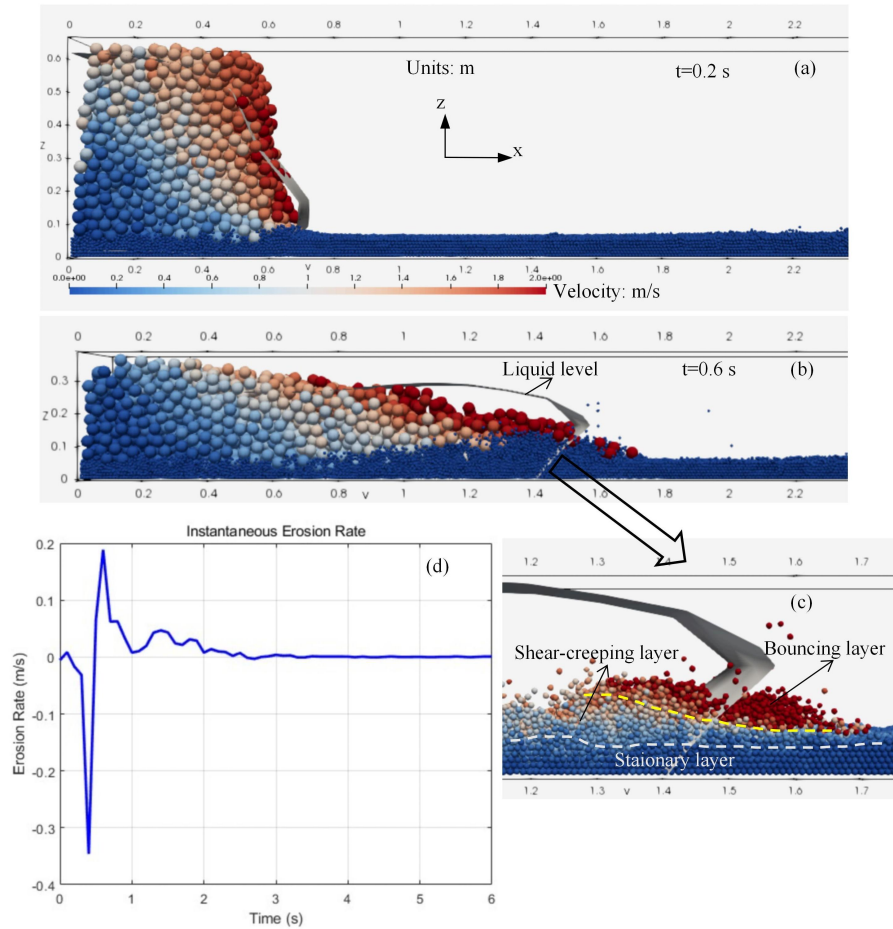 0 0.2 0.4 0.6 0.8 1 1.2 1.4 1.6 1.8 2 2.2
Units: m
t=0.2 s
(a)
0.6
0.5
0.4
0.3
0.2
0.1
0
Z
z
x
0 0.2 0.4 0.6 0.8 1 1.2 1.4 1.6 1.8 2 2.2
0.0e+00 0.2 0.4 0.6 0.8 1 1.2 1.4 1.6 1.8 2.0e+00
Velocity: m/s
0 0.2 0.4 0.6 0.8 1 1.2 1.4 1.6 1.8 2 2.2
Liquid level
t=0.6 s
(b)
0.3
Z 0.2
0.1
0
0 0.2 0.4 0.6 0.8 1 1.2 1.4 1.6 1.8 2 2.2
Instantaneous Erosion Rate
(d)
0.2
0.1
0
-0.1
-0.2
-0.3
-0.4
Erosion Rate (m/s)
0 1 2 3 4 5 6
Time (s)
1.2 1.3 1.4 1.5 1.6 1.7
(c)
Shear-creeping layer
Bouncing layer
Staionary layer
1.2 1.3 1.4 1.5 1.6 1.7